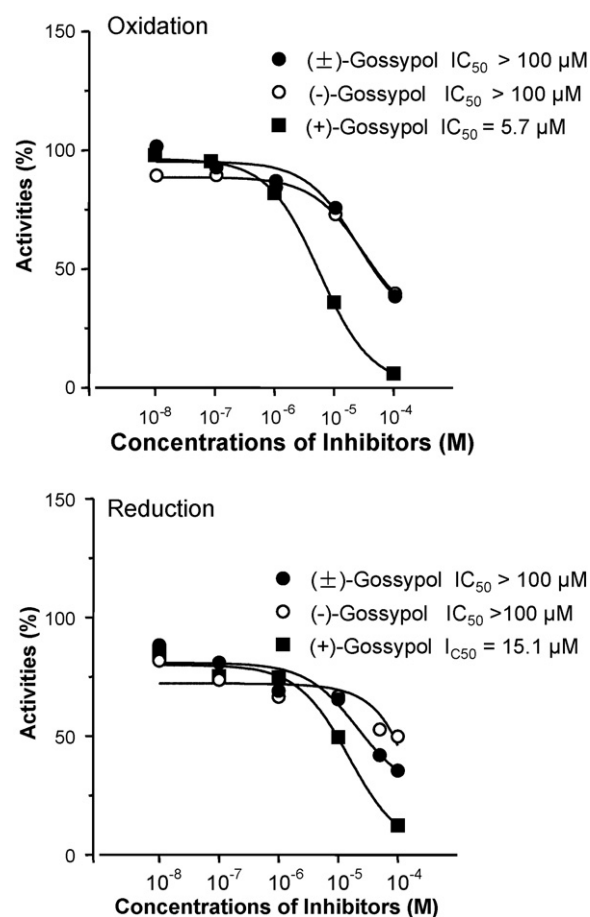 Oxidation
(±)-Gossypol IC50 > 100 µM
(-)-Gossypol IC50 > 100 µM
(+)-Gossypol IC50 = 5.7 µM
150
100
50
0
Activities (%)
10-8 10-7 10-6 10-5 10-4
Concentrations of Inhibitors (M)
Reduction
(±)-Gossypol IC50 > 100 µM
(-)-Gossypol IC50 >100 µM
(+)-Gossypol IC50 = 15.1 µM
150
100
50
0
Activities (%)
10-8 10-7 10-6 10-5 10-4
Concentrations of Inhibitors (M)